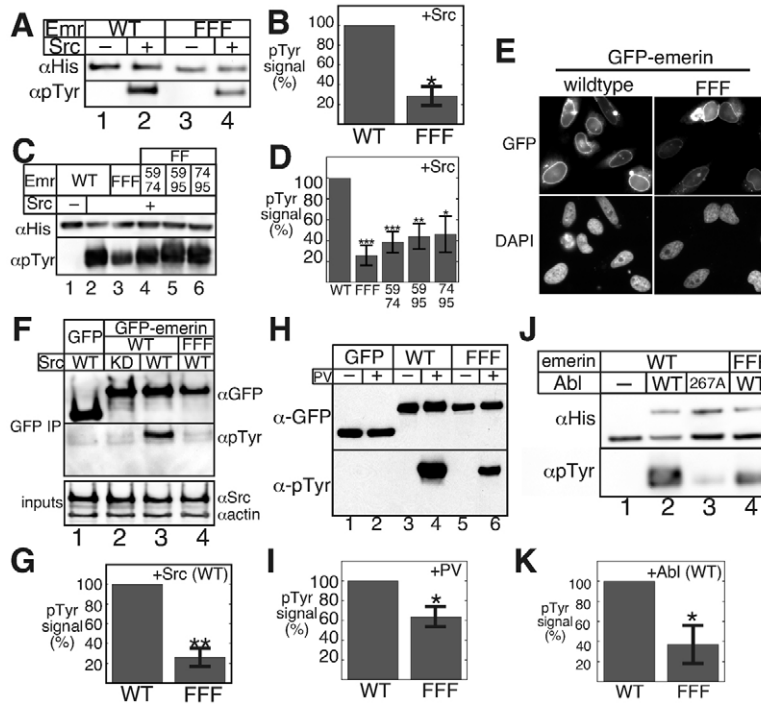 A
Emr WT FFF
Src − + − +
αHis
αpTyr
1 2 3 4
B
+Src
pTyr signal (%)
100
80
60
40
20
*
WT FFF
C
FF
Emr WT FFF 59 74 59 95 74 95
Src − +
αHis
αpTyr
1 2 3 4 5 6
D
+Src
pTyr signal (%)
100
80
60
40
20
0
*** *** ** *
WT FFF 59 74 59 95 74 95
E
GFP-emerin
wildtype FFF
GFP
DAPI
F
GFP GFP-emerin
WT FFF
Src WT KD WT WT
GFP IP
αGFP
αpTyr
inputs
αSrc
αactin
1 2 3 4
G
+Src (WT)
pTyr signal (%)
100
80
60
40
20
**
WT FFF
H
GFP WT FFF
PV − + − + − +
α-GFP
α-pTyr
1 2 3 4 5 6
I
+PV
pTyr signal (%)
100
80
60
40
20
*
WT FFF
J
emerin WT FFF
Abl − WT 267A WT
αHis
αpTyr
1 2 3 4
K
+Abl (WT)
pTyr signal (%)
100
80
60
40
20
0
*
WT FFF